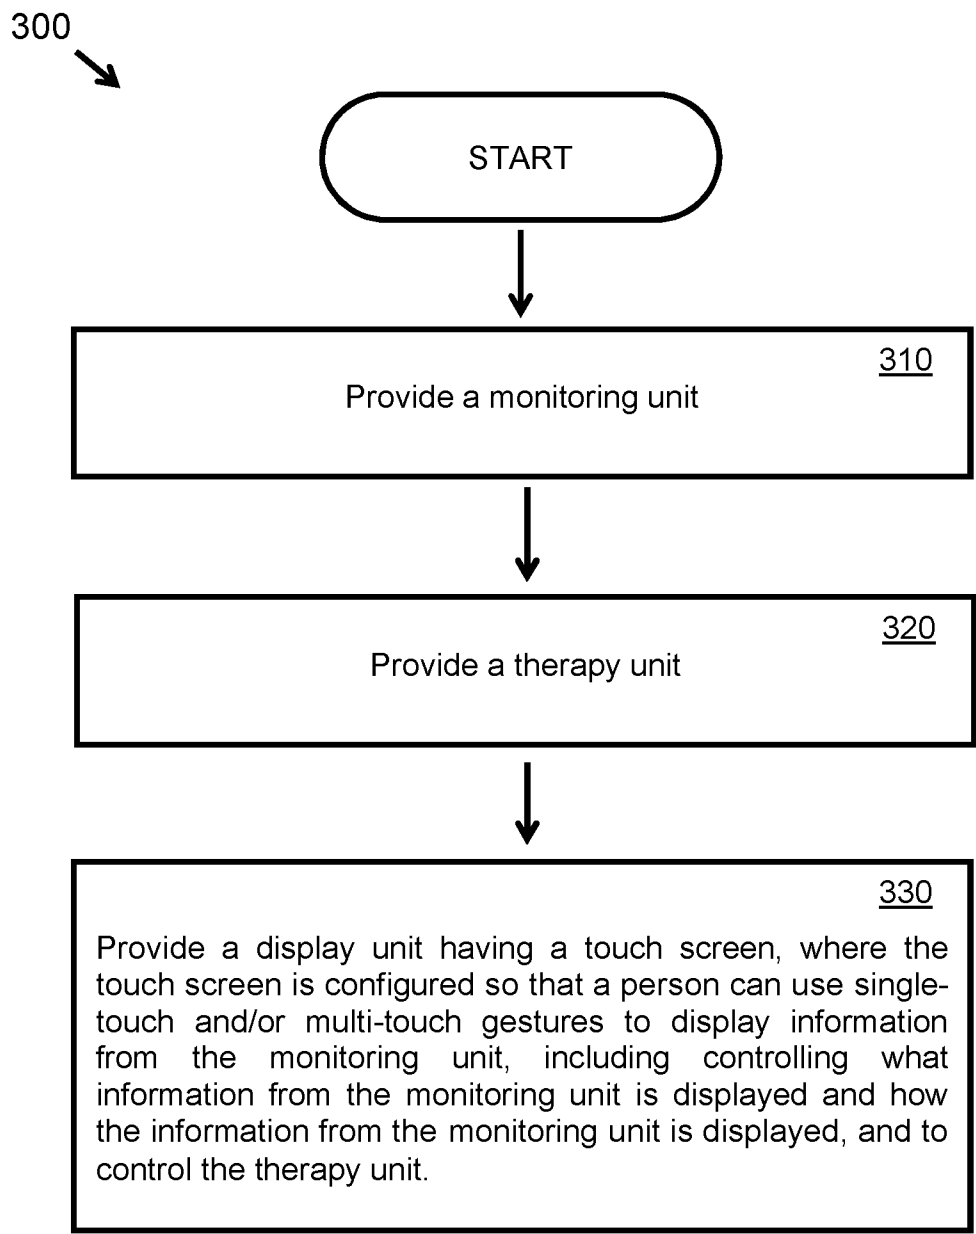 300
START
310
Provide a monitoring unit
320
Provide a therapy unit
330
Provide a display unit having a touch screen, where the
touch screen is configured so that a person can use single-
touch and/or multi-touch gestures to display information
from the monitoring unit, including controlling what
information from the monitoring unit is displayed and how
the information from the monitoring unit is displayed, and to
control the therapy unit.